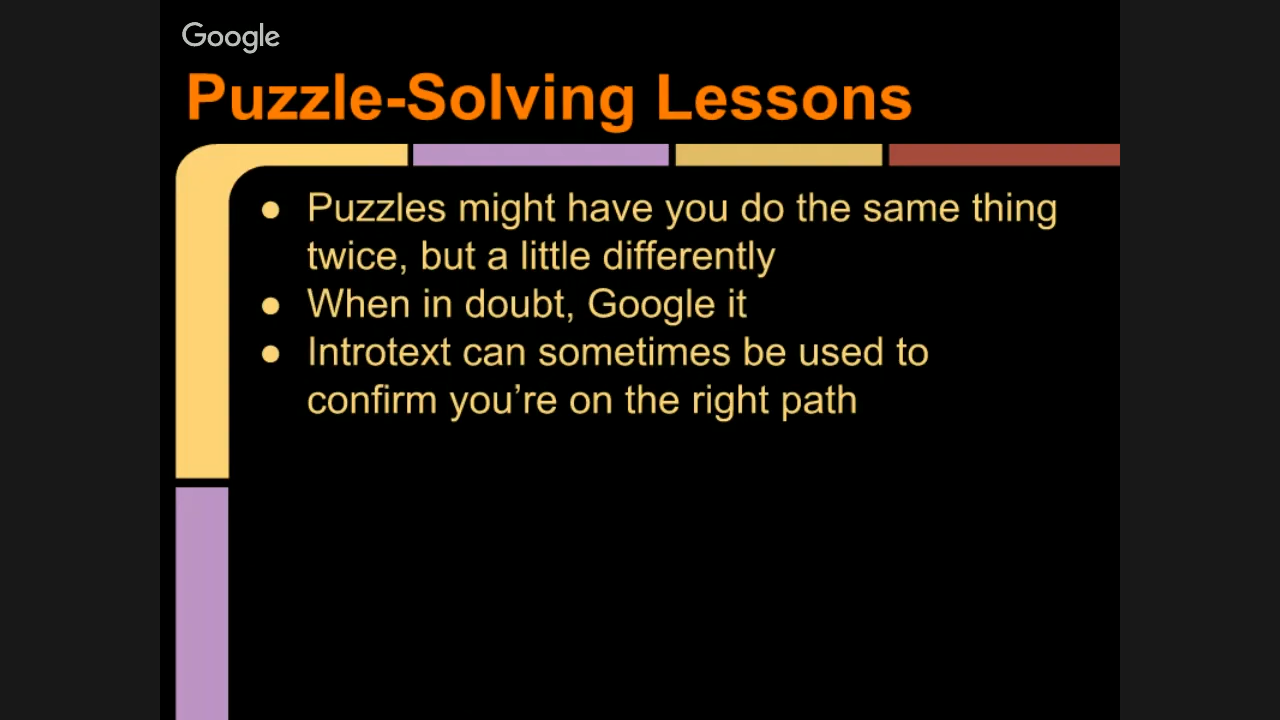 Google
Puzzle-Solving Lessons
● Puzzles might have you do the same thing
twice, but a little differently
● When in doubt, Google it
● Introtext can sometimes be used to
confirm you’re on the right path